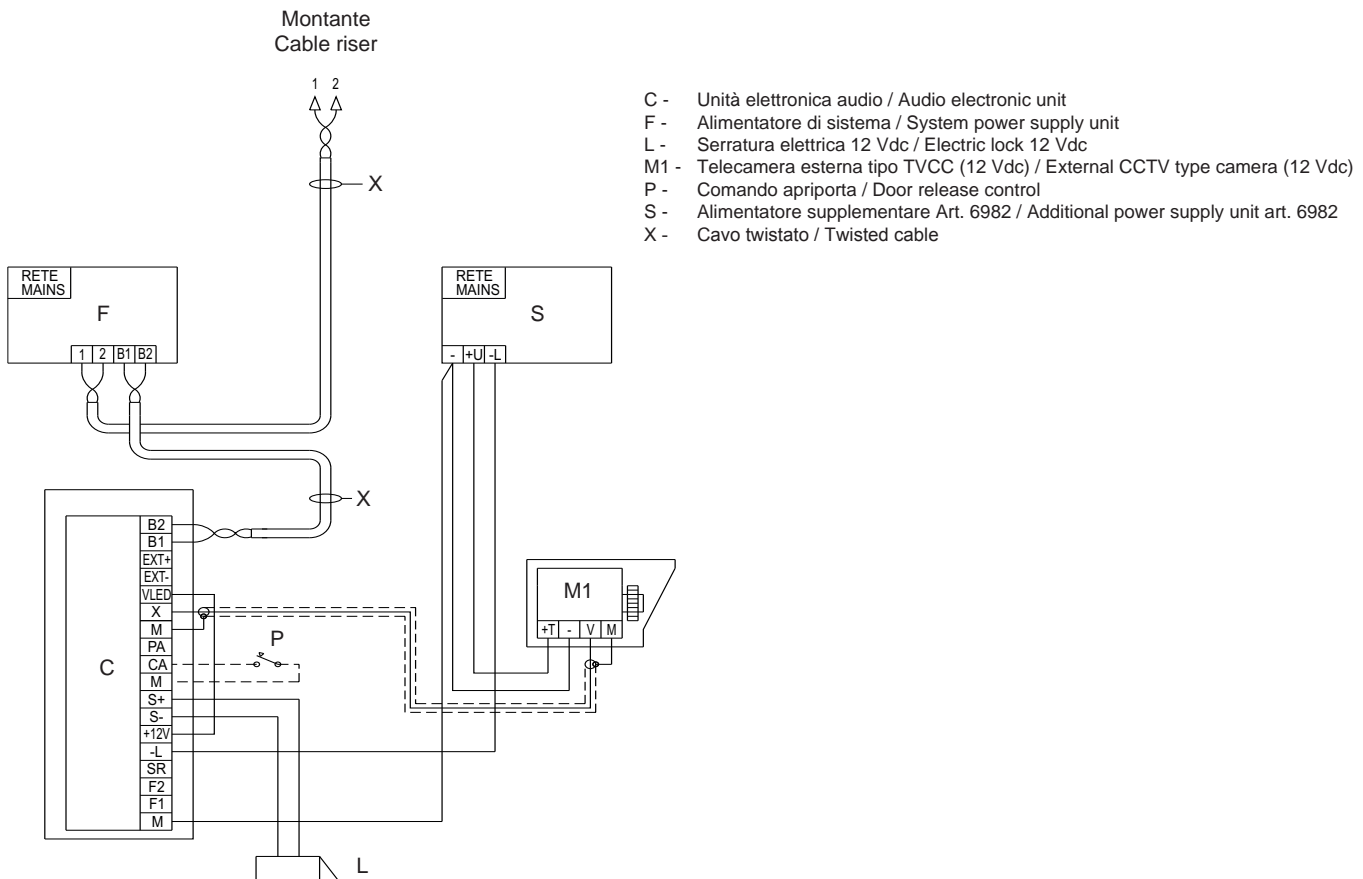 Montante
Cable riser
1 2
X
C - Unità elettronica audio / Audio electronic unit
F - Alimentatore di sistema / System power supply unit
L - Serratura elettrica 12 Vdc / Electric lock 12 Vdc
M1 - Telecamera esterna tipo TVCC (12 Vdc) / External CCTV type camera (12 Vdc)
P - Comando apriporta / Door release control
S - Alimentatore supplementare Art. 6982 / Additional power supply unit art. 6982
X - Cavo twistato / Twisted cable
RETE
MAINS
F
1 2 B1 B2
RETE
MAINS
S
- +U -L
X
C
B2
B1
EXT+
EXT-
VLED
X
M
PA
CA
M
S+
S-
+12V
-L
SR
F2
F1
M
P
M1
+T - V M
L